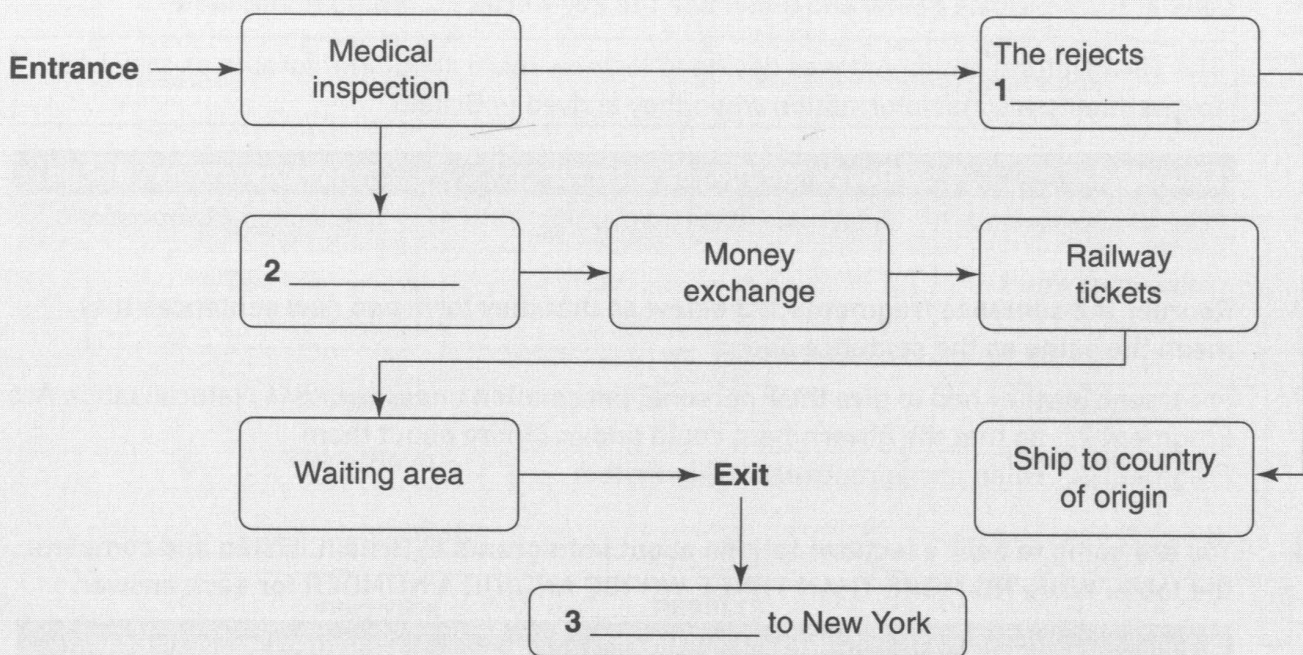 Entrance
Medical
inspection
The rejects
1
2
Money
exchange
Railway
tickets
Waiting area
Exit
Ship to country
of origin
3 to New York